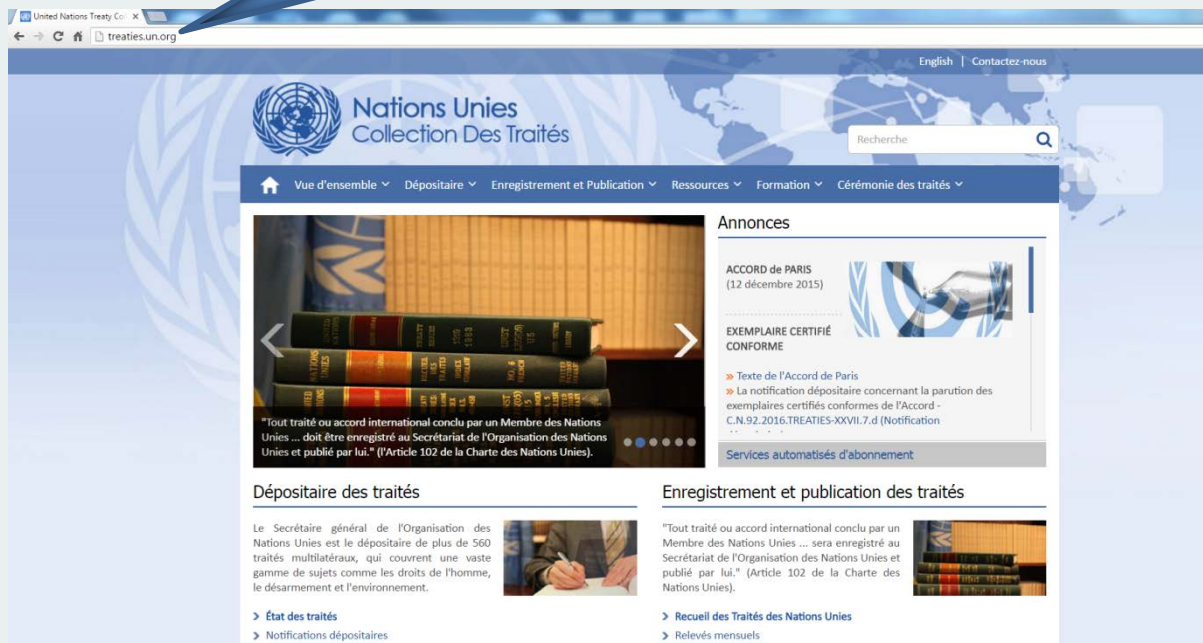 United Nations Treaty Co
treaties.un.org
English | Contactez-nous
Nations Unies
Collection Des Traités
Recherche
Vue d'ensemble Dépositaire Enregistrement et Publication Ressources Formation Cérémonie des traités
"Tout traité ou accord international conclu par un Membre des Nations
Unies ... doit être enregistré au Secrétariat de l'Organisation des Nations
Unies et publié par lui." (l'Article 102 de la Charte des Nations Unies).
Annonces
ACCORD de PARIS
(12 décembre 2015)
EXEMPLAIRE CERTIFIÉ
CONFORME
» Texte de l'Accord de Paris
» La notification dépositaire concernant la parution des
exemplaires certifiés conformes de l'Accord -
C.N.92.2016.TREATIES-XXVII.7.d (Notification
Services automatisés d'abonnement
Dépositaire des traités
Le Secrétaire général de l'Organisation des
Nations Unies est le dépositaire de plus de 560
traités multilatéraux, qui couvrent une vaste
gamme de sujets comme les droits de l'homme,
le désarmement et l'environnement.
> État des traités
> Notifications dépositaires
Enregistrement et publication des traités
"Tout traité ou accord international conclu par un
Membre des Nations Unies ... sera enregistré au
Secrétariat de l'Organisation des Nations Unies et
publié par lui." (Article 102 de la Charte des
Nations Unies).
> Recueil des Traités des Nations Unies
> Relevés mensuels